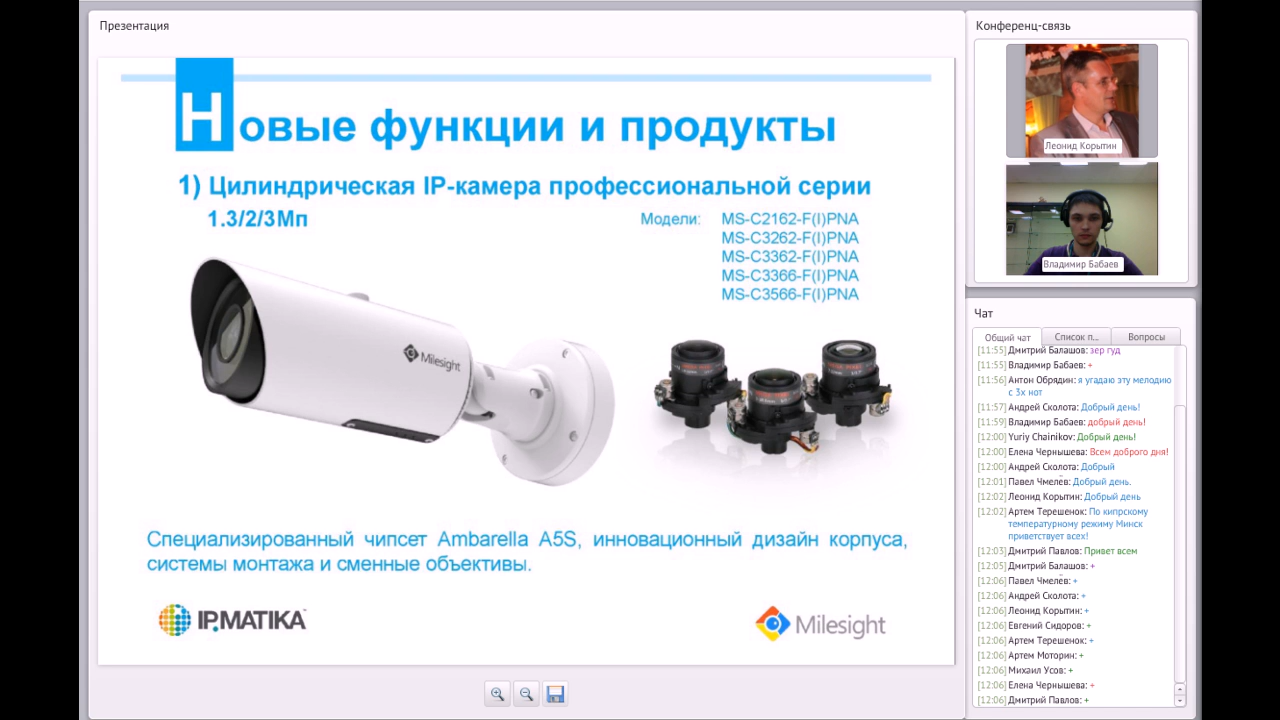 Презентация
Новые функции и продукты
1) Цилиндрическая IP-камера профессиональной серии
1.3/2/3Мп
Модели: MS-C2162-F(I)PNA
MS-C3262-F(I)PNA
MS-C3362-F(I)PNA
MS-C3366-F(I)PNA
MS-C3566-F(I)PNA
Milesight
Специализированный чипсет Ambarella A5S, инновационный дизайн корпуса,
системы монтажа и сменные объективы.
IPMATIKA
Milesight
Конференц-связь
Леонид Корытин
Владимир Бабаев
Чат
Общий чат
Список п...
Вопросы
[11:55] Дмитрий Балашов: зер гуд
[11:55] Владимир Бабаев: +
[11:56] Антон Обрядин: я угадаю эту мелодию
с 3х нот
[11:57] Андрей Сколота: Добрый день!
[11:59] Владимир Бабаев: добрый день!
[12:00] Yuriy Chainikov: Добрый день!
[12:00] Елена Чернышева: Всем доброго дня!
[12:00] Андрей Сколота: Добрый
[12:01] Павел Чмелёв: Добрый день.
[12:02] Леонид Корытин: Добрый день
[12:02] Артем Терешенок: По кипрскому
температурному режиму Минск
приветствует всех!
[12:03] Дмитрий Павлов: Привет всем
[12:05] Дмитрий Балашов: +
[12:06] Павел Чмелёв: +
[12:06] Андрей Сколота: +
[12:06] Леонид Корытин: +
[12:06] Евгений Сидоров: +
[12:06] Артем Терешенок: +
[12:06] Артем Моторин: +
[12:06] Михаил Усов: +
[12:06] Елена Чернышева: +
[12:06] Дмитрий Павлов: +